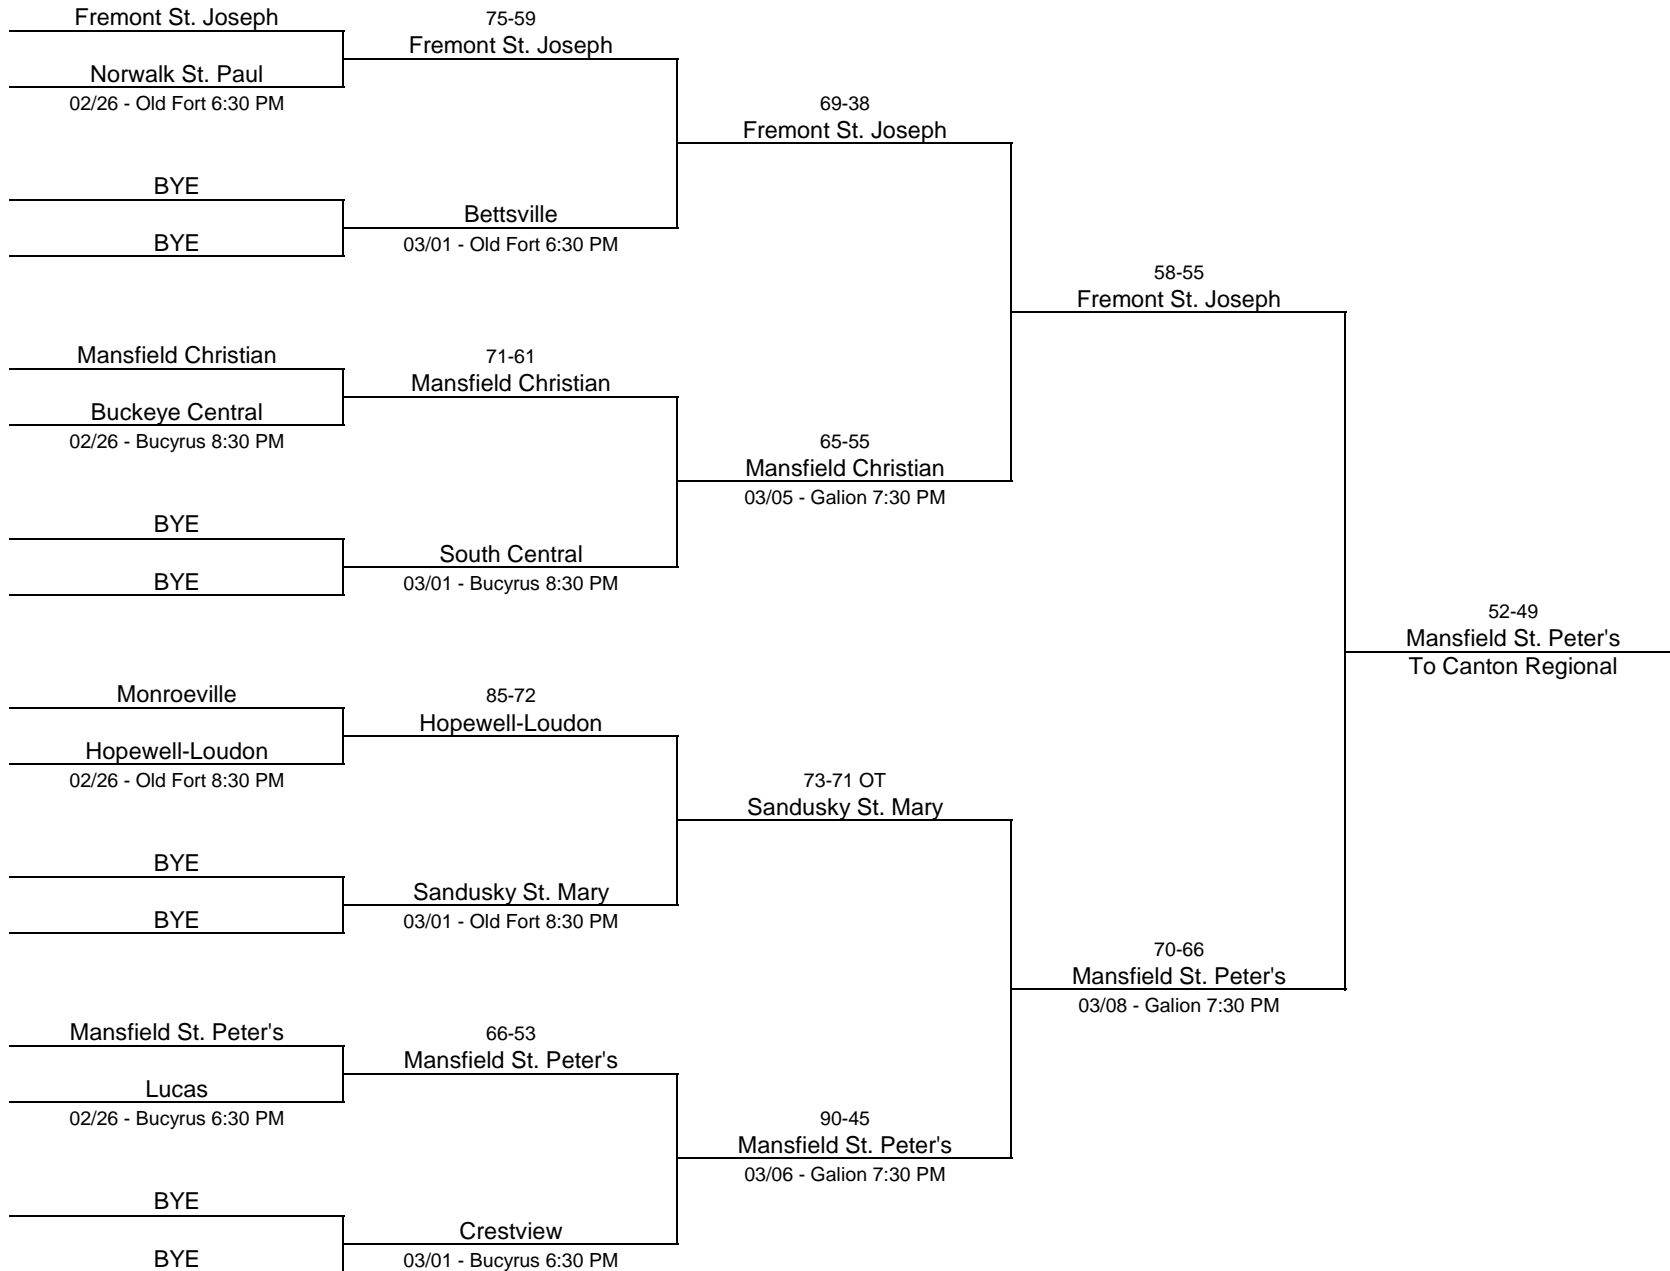 Fremont St. Joseph
Norwalk St. Paul
02/26 - Old Fort 6:30 PM
BYE
BYE
Mansfield Christian
Buckeye Central
02/26 - Bucyrus 8:30 PM
BYE
BYE
Monroeville
Hopewell-Loudon
02/26 - Old Fort 8:30 PM
BYE
BYE
Mansfield St. Peter's
Lucas
02/26 - Bucyrus 6:30 PM
BYE
BYE
75-59
Fremont St. Joseph
Bettsville
03/01 - Old Fort 6:30 PM
71-61
Mansfield Christian
South Central
03/01 - Bucyrus 8:30 PM
85-72
Hopewell-Loudon
Sandusky St. Mary
03/01 - Old Fort 8:30 PM
66-53
Mansfield St. Peter's
Crestview
03/01 - Bucyrus 6:30 PM
69-38
Fremont St. Joseph
65-55
Mansfield Christian
03/05 - Galion 7:30 PM
73-71 OT
Sandusky St. Mary
90-45
Mansfield St. Peter's
03/06 - Galion 7:30 PM
58-55
Fremont St. Joseph
70-66
Mansfield St. Peter's
03/08 - Galion 7:30 PM
52-49
Mansfield St. Peter's
To Canton Regional